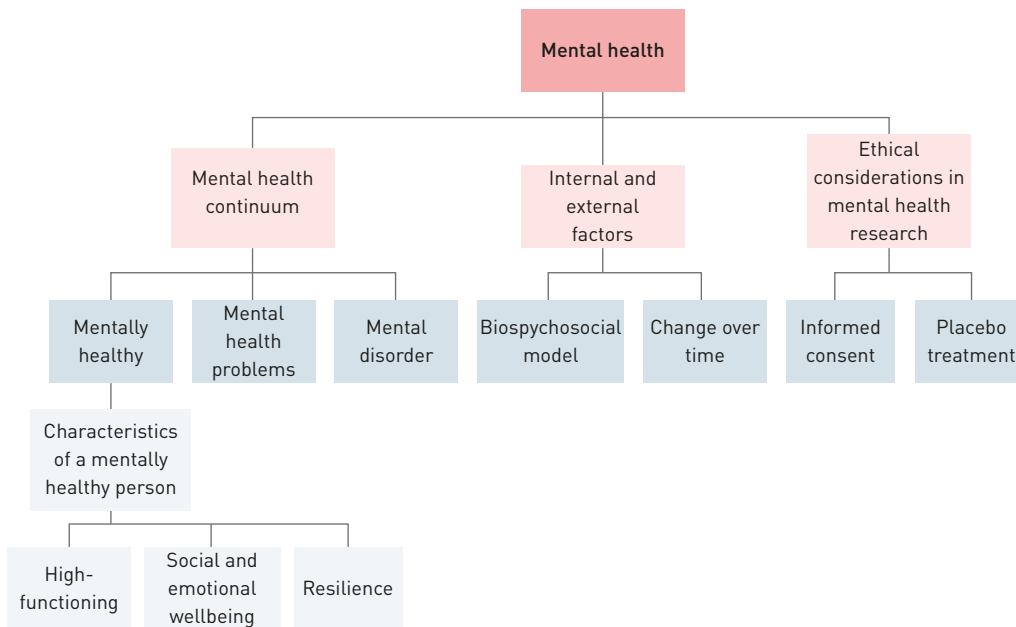 Mental health
Mental health
continuum
Internal and
external
factors
Ethical
considerations in
mental health
research
Mentally
healthy
Mental
health
problems
Mental
disorder
Biospychosocial
model
Change over
time
Informed
consent
Placebo
treatment
Characteristics
of a mentally
healthy person
High-
functioning
Social and
emotional
wellbeing
Resilience